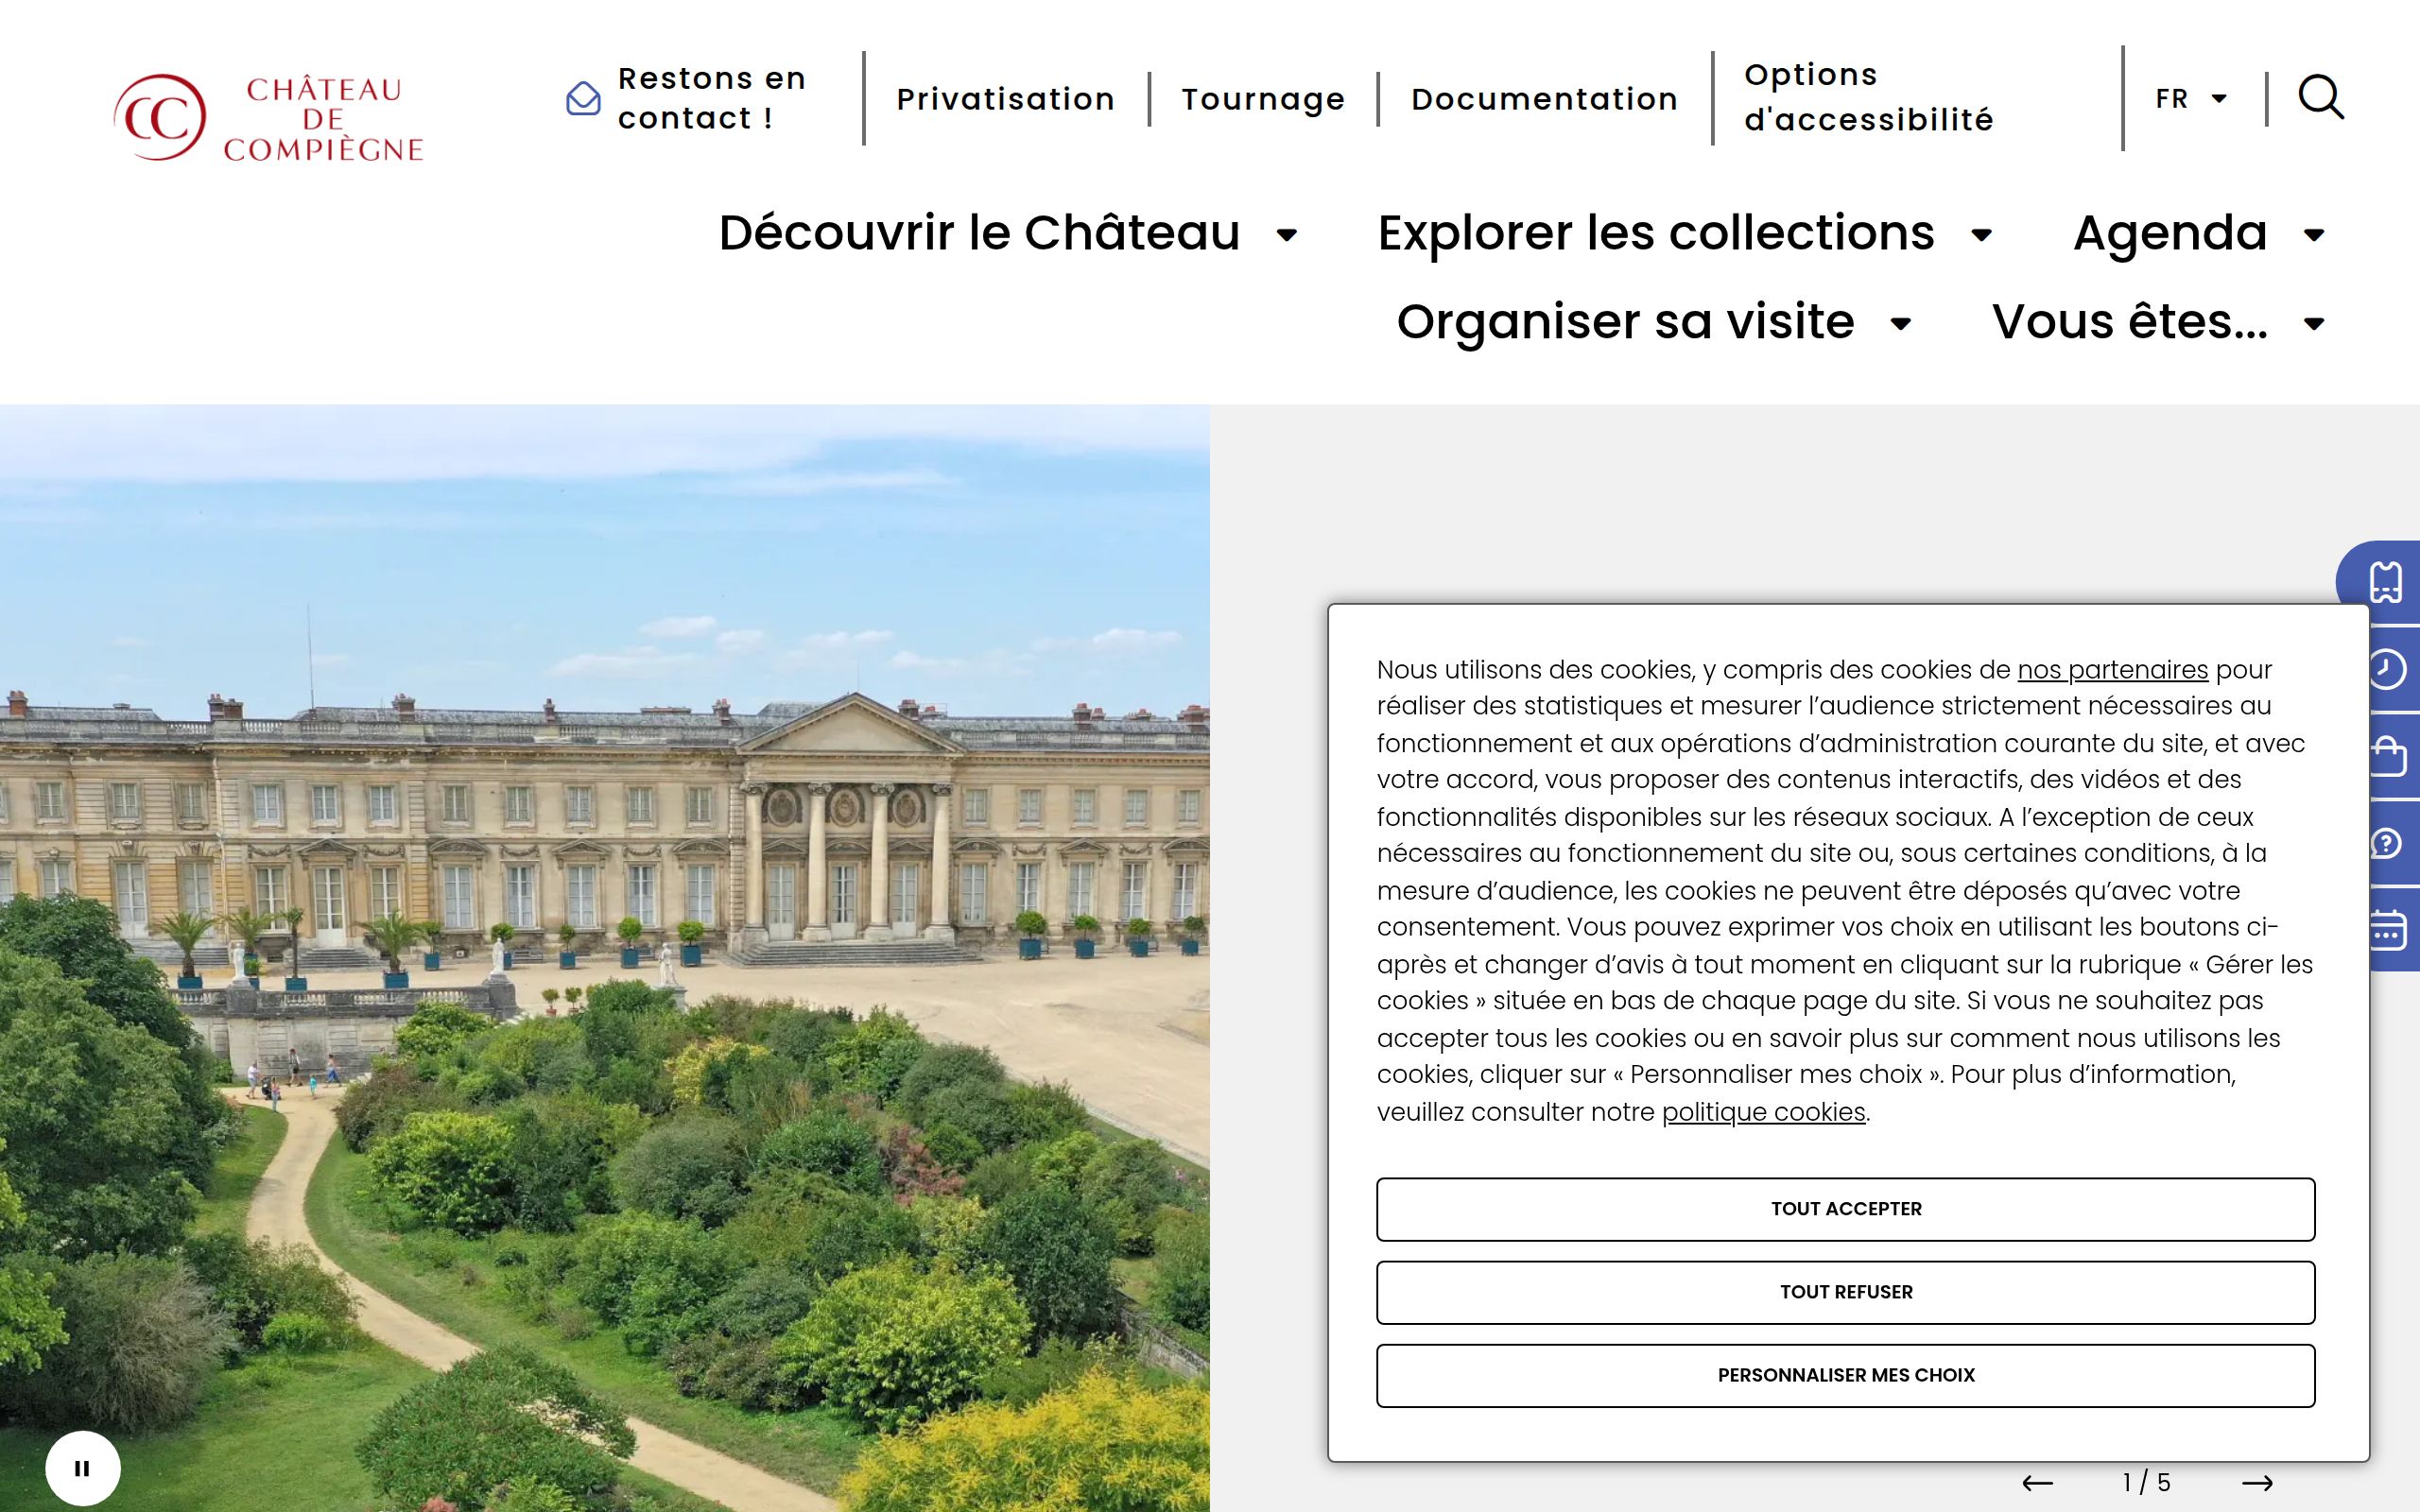 CHÂTEAU
DE
COMPIÈGNE
Restons en
contact !
Privatisation
Tournage
Documentation
Options
d'accessibilité
FR
Découvrir le Château
Explorer les collections
Agenda
Organiser sa visite
Vous êtes...
Nous utilisons des cookies, y compris des cookies de nos partenaires pour
réaliser des statistiques et mesurer l’audience strictement nécessaires au
fonctionnement et aux opérations d’administration courante du site, et avec
votre accord, vous proposer des contenus interactifs, des vidéos et des
fonctionnalités disponibles sur les réseaux sociaux. A l’exception de ceux
nécessaires au fonctionnement du site ou, sous certaines conditions, à la
mesure d’audience, les cookies ne peuvent être déposés qu’avec votre
consentement. Vous pouvez exprimer vos choix en utilisant les boutons ci-
après et changer d’avis à tout moment en cliquant sur la rubrique « Gérer les
cookies » située en bas de chaque page du site. Si vous ne souhaitez pas
accepter tous les cookies ou en savoir plus sur comment nous utilisons les
cookies, cliquer sur « Personnaliser mes choix ». Pour plus d’information,
veuillez consulter notre politique cookies.
TOUT ACCEPTER
TOUT REFUSER
PERSONNALISER MES CHOIX
1 / 5